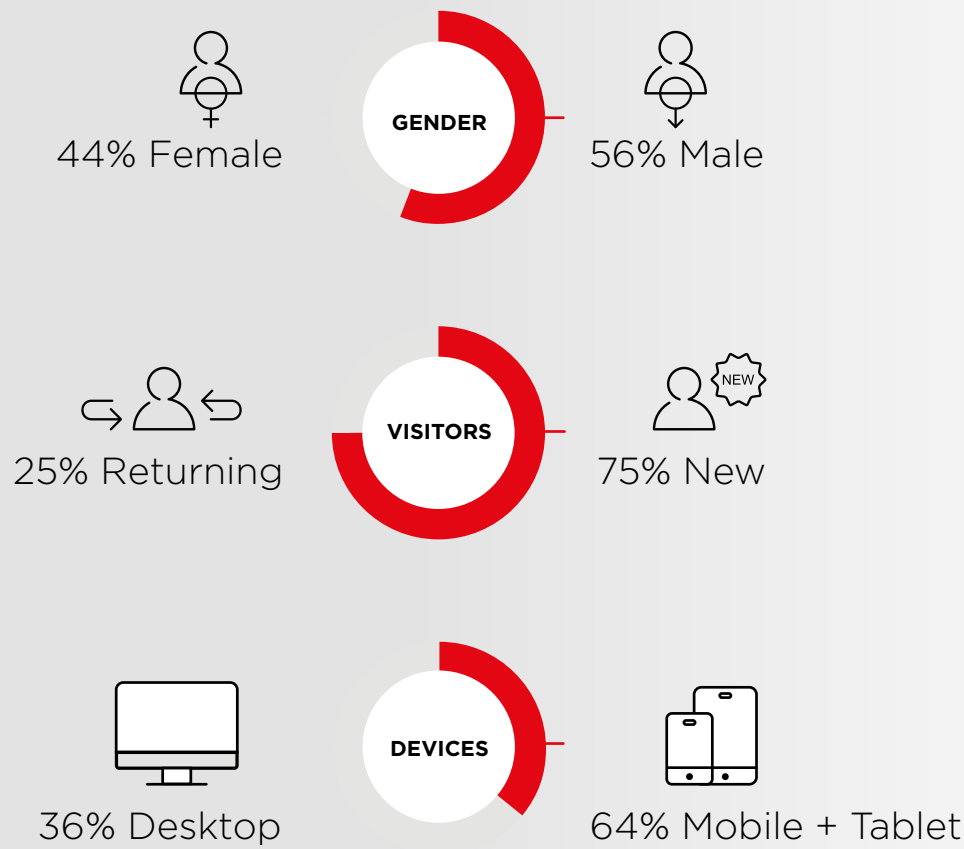 GENDER
44% Female
56% Male
NEW
VISITORS
25% Returning
75% New
DEVICES
36% Desktop
64% Mobile + Tablet